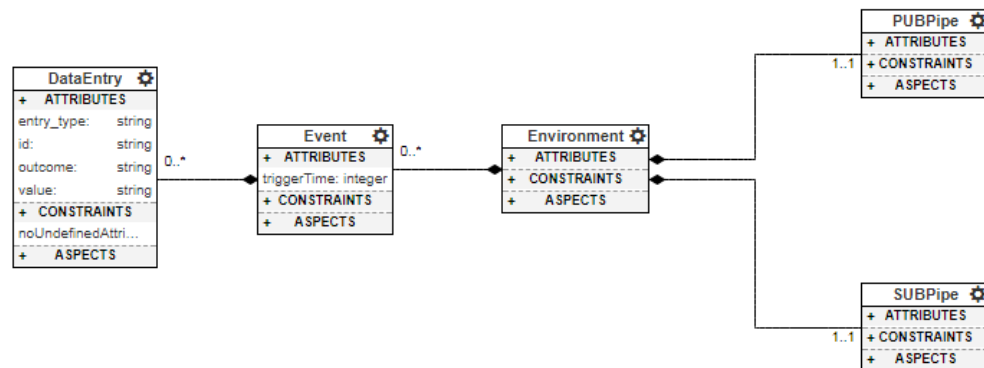 PUBPipe
+ ATTRIBUTES
+ CONSTRAINTS
+ ASPECTS
1..1
DataEntry
+ ATTRIBUTES
entry_type: string
id: string
outcome: string
value: string
+ CONSTRAINTS
noUndefinedAttri...
+ ASPECTS
0..*
Event
+ ATTRIBUTES
triggerTime: integer
+ CONSTRAINTS
+ ASPECTS
0..*
Environment
+ ATTRIBUTES
+ CONSTRAINTS
+ ASPECTS
SUBPipe
+ ATTRIBUTES
+ CONSTRAINTS
+ ASPECTS
1..1